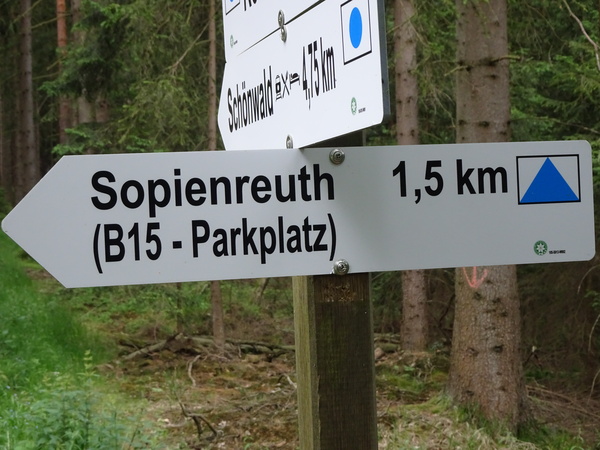 Schönwald 4,75 km
Sopienreuth 1,5 km
(B15 - Parkplatz)